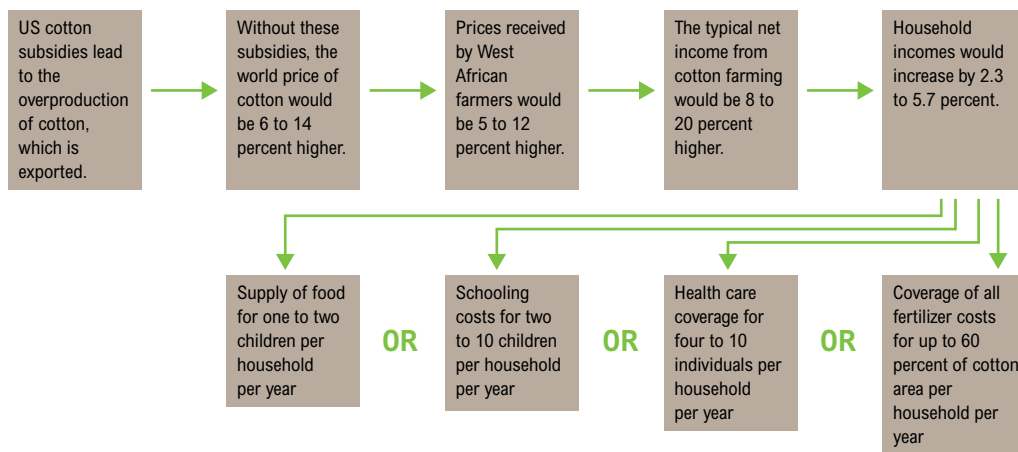 US cotton
subsidies lead
to the
overproduction
of cotton,
which is
exported.
Without these
subsidies, the
world price of
cotton would
be 6 to 14
percent higher.
Prices received
by West
African
farmers would
be 5 to 12
percent higher.
The typical net
income from
cotton farming
would be 8 to
20 percent
higher.
Household
incomes would
increase by 2.3
to 5.7 percent.
Supply of food
for one to two
children per
household
per year
OR
Schooling
costs for two
to 10 children
per household
per year
OR
Health care
coverage for
four to 10
individuals per
household
per year
OR
Coverage of all
fertilizer costs
for up to 60
percent of cotton
area per
household per
year